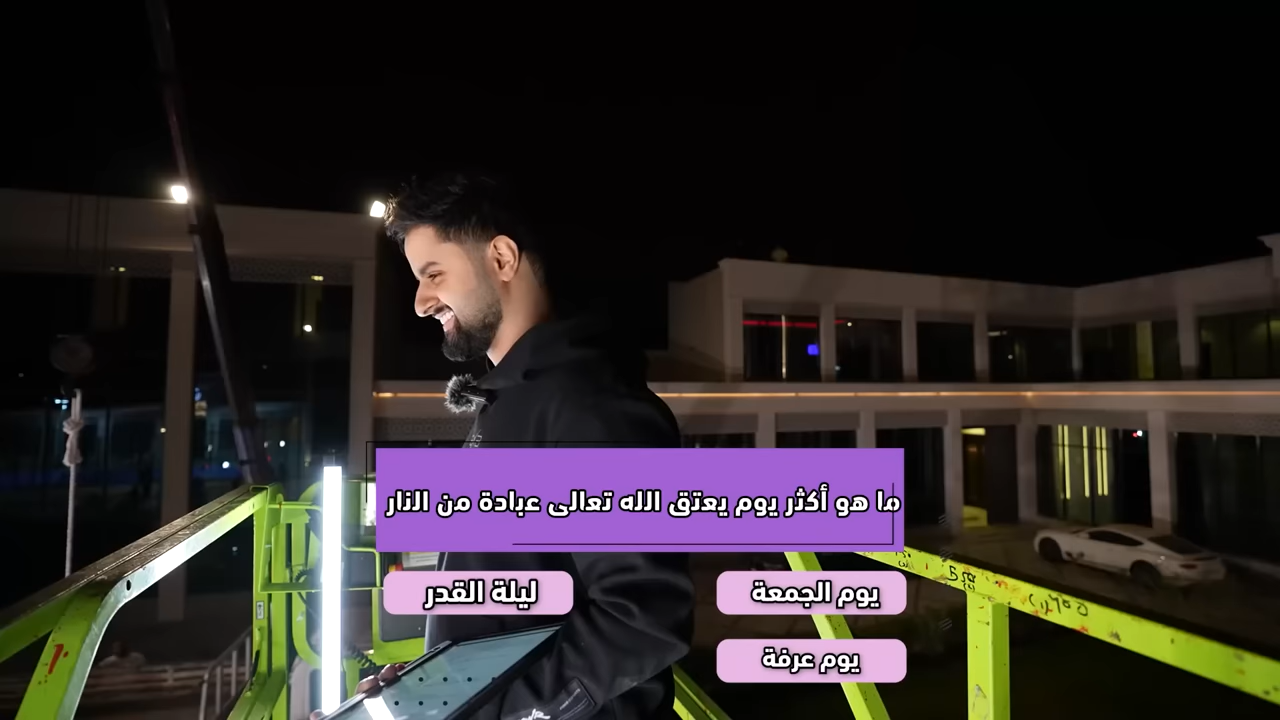 ما هو أكثر يوم يعتق الله تعالى عبادة من النار
يوم الجمعة
ليلة القدر
يوم عرفة